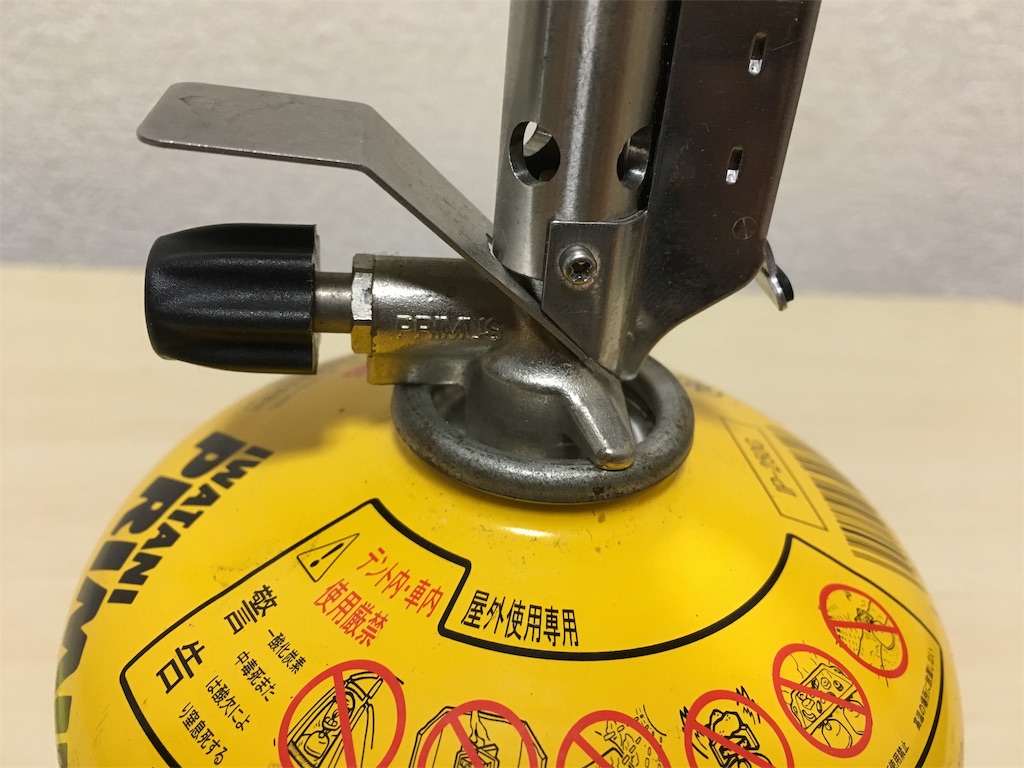 PRIMUS
IWATANI
PRIMUS
テント内・車内
使用厳禁
屋外使用専用
警告
一酸化炭素
中毒死また
は酸欠によ
り窒息死する